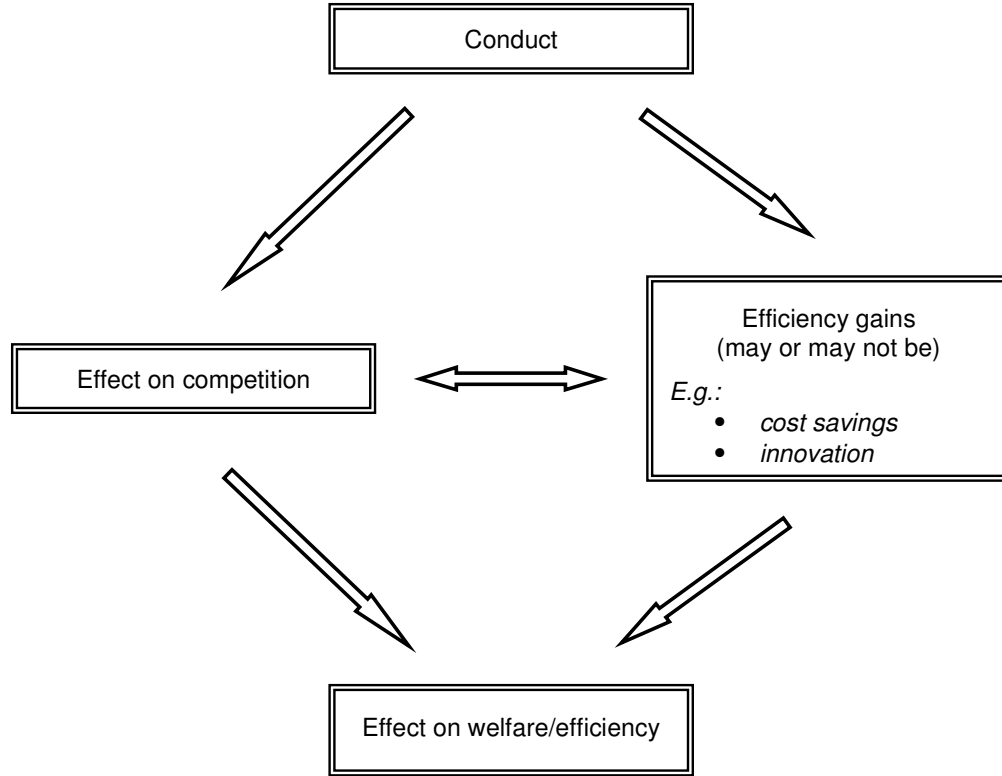 Conduct
Effect on competition
Efficiency gains
(may or may not be)
E.g.:
• cost savings
• innovation
Effect on welfare/efficiency